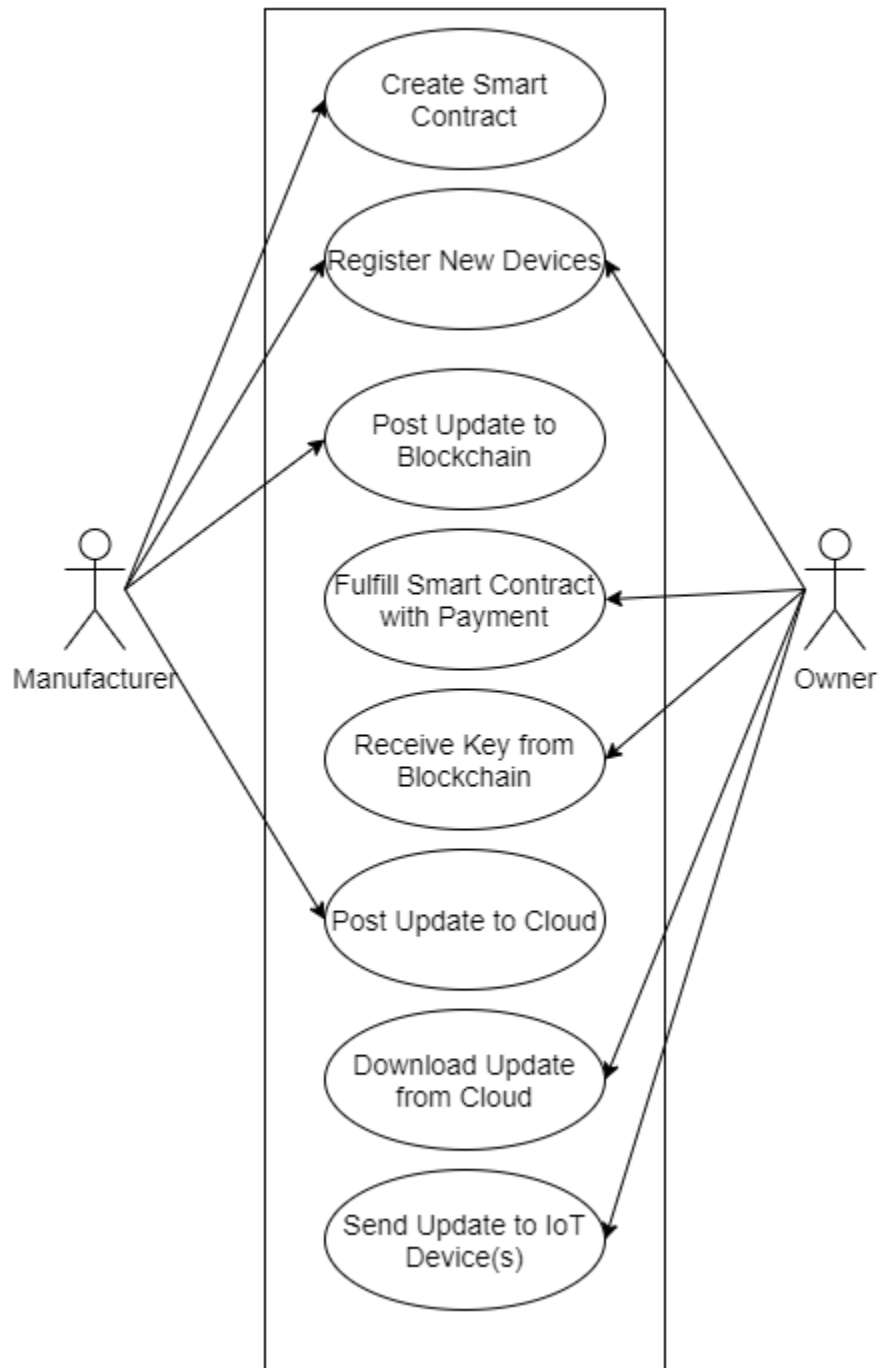 Create Smart
Contract
Register New Devices
Post Update to
Blockchain
Fulfill Smart Contract
with Payment
Manufacturer
Owner
Receive Key from
Blockchain
Post Update to Cloud
Download Update
from Cloud
Send Update to IoT
Device(s)